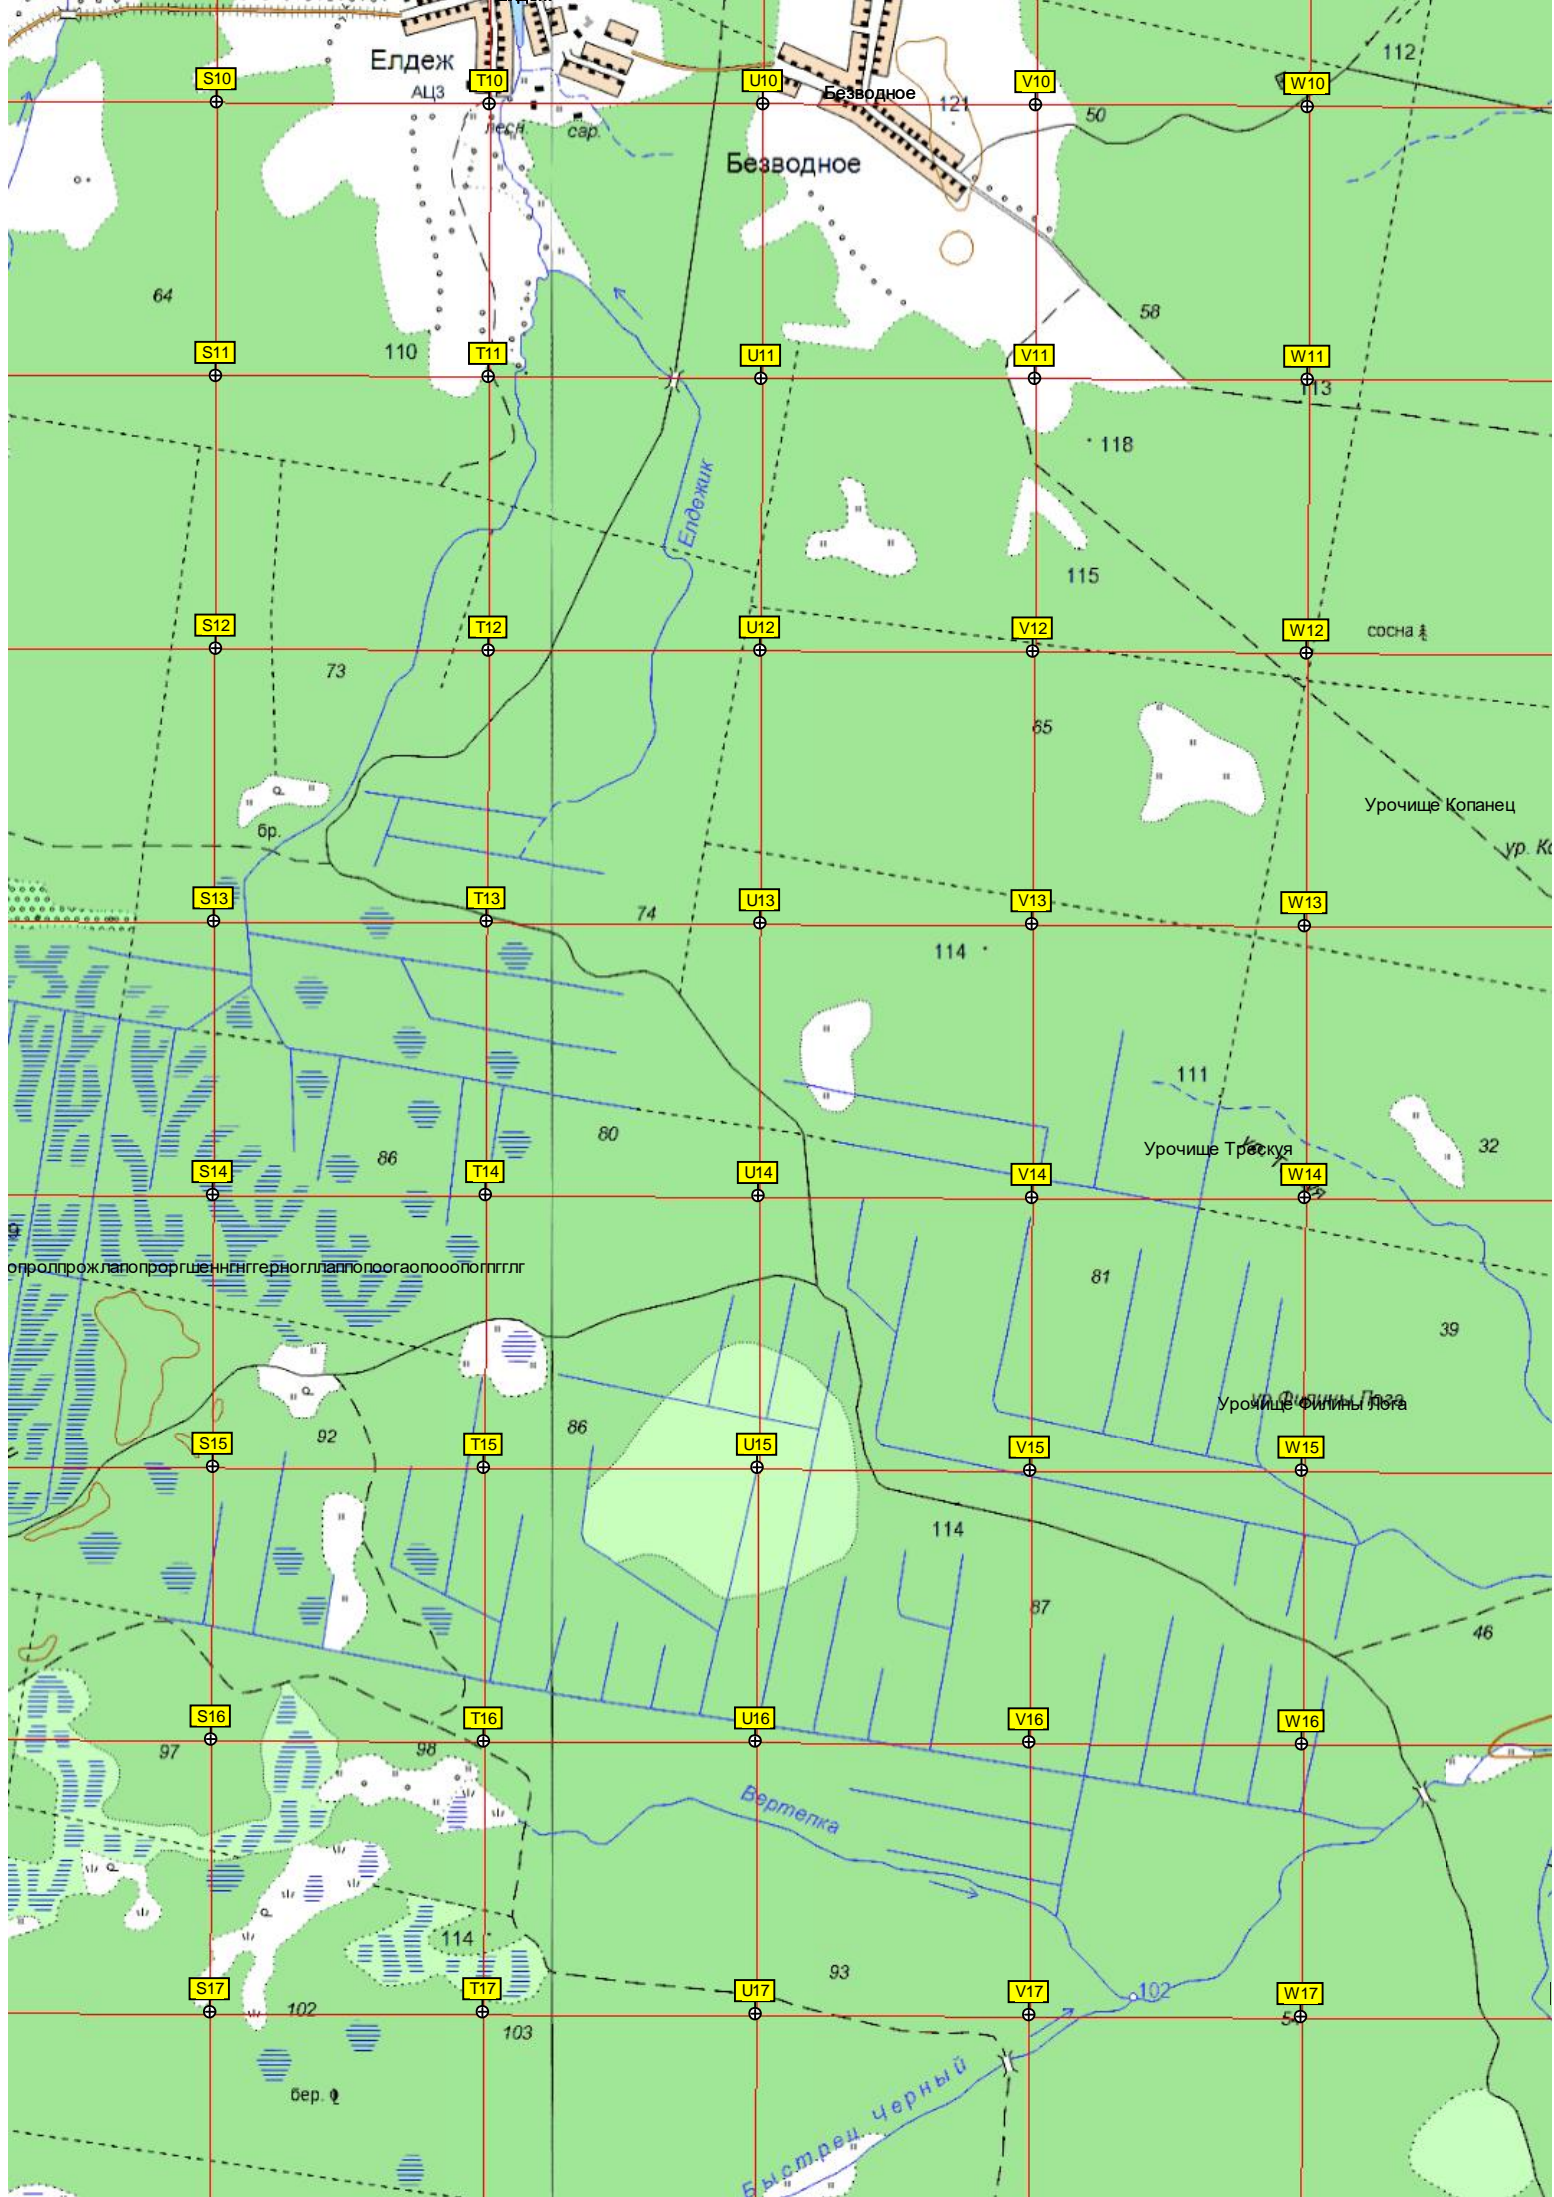 112
Елдеж
S10
T10
U10
V10
W10
АЦЗ
Безводное
121
50
лесн.
сар.
Безводное
64
58
110
S11
T11
U11
V11
W11
113
118
Елдежик
115
S12
T12
U12
V12
W12
сосна
73
65
Урочище Копанец
бр.
S13
T13
U13
V13
W13
74
114
111
80
86
32
Урочище Трескуя
S14
T14
U14
V14
W14
опролпрожлапопроргшеннгнггерногллаппопоогаопооопогпггlг
81
39
ур. Филины Лога
Урочище Филины Лога
92
86
S15
T15
U15
V15
W15
114
87
46
S16
T16
U16
V16
W16
97
98
Вертепка
114
93
S17
T17
U17
V17
W17
102
102
54
103
Быстрец Черный
бер.